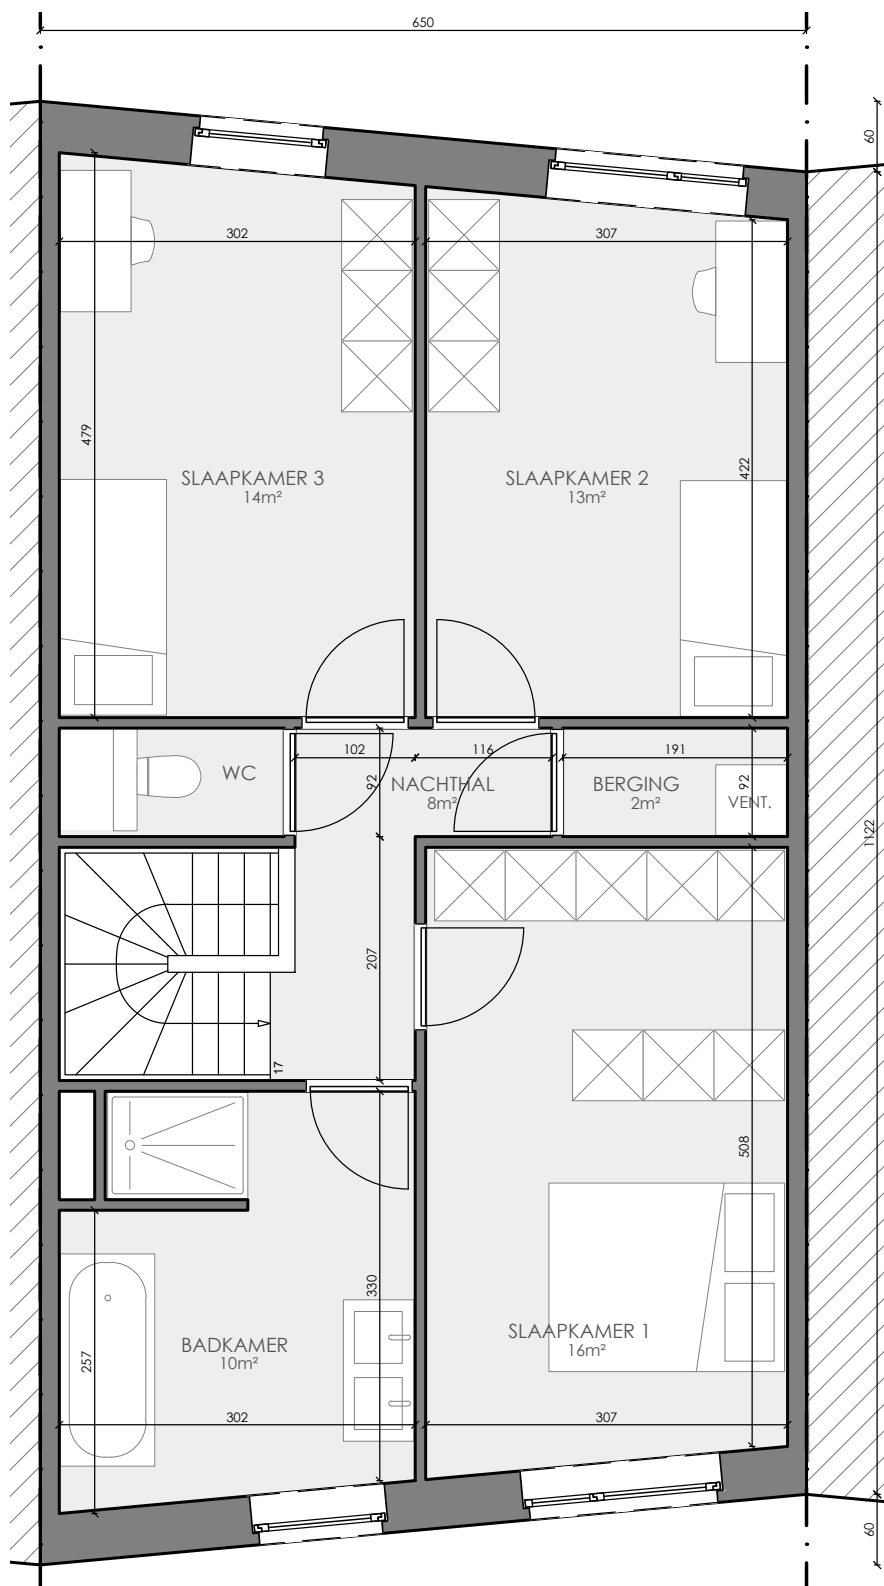 650
60
302
307
479
422
SLAAPKAMER 3
14m²
SLAAPKAMER 2
13m²
102
116
191
WC
92
NACHTHAL
8m²
BERGING
2m²
92
VENT.
1122
207
17
508
330
SLAAPKAMER 1
16m²
BADKAMER
10m²
257
302
307
60